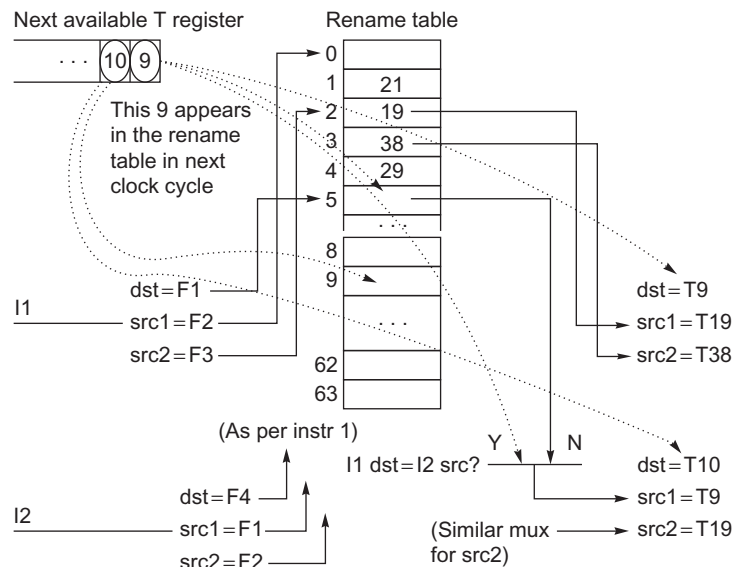 Next available T register
Rename table
· · · 10 9
This 9 appears
in the rename
table in next
clock cycle
0
1 21
2 19
3 38
4 29
5
· · ·
8
9
· · ·
62
63
I1
dst=F1
src1=F2
src2=F3
dst=T9
src1=T19
src2=T38
(As per instr 1)
Y N
I1 dst=I2 src?
I2
dst=F4
src1=F1
src2=F2
dst=T10
src1=T9
src2=T19
(Similar mux
for src2)